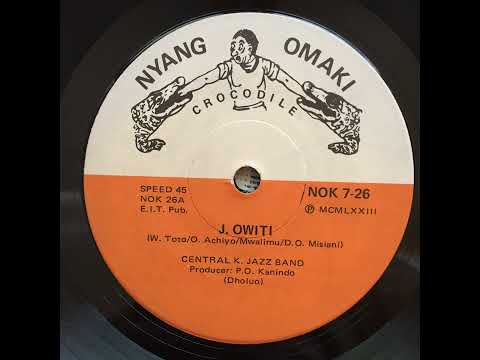 NYANG OMAKI
CROCODILE
SPEED 45
NOK 26A
E.I.T. Pub.
NOK 7-26
Ⓟ MCMLXXIII
J. OWITI
(W. Toto/O. Achiyo/Mwalimu/D.O. Misiani)
CENTRAL K. JAZZ BAND
Producer: P.O. Kanindo
(Dholuo)